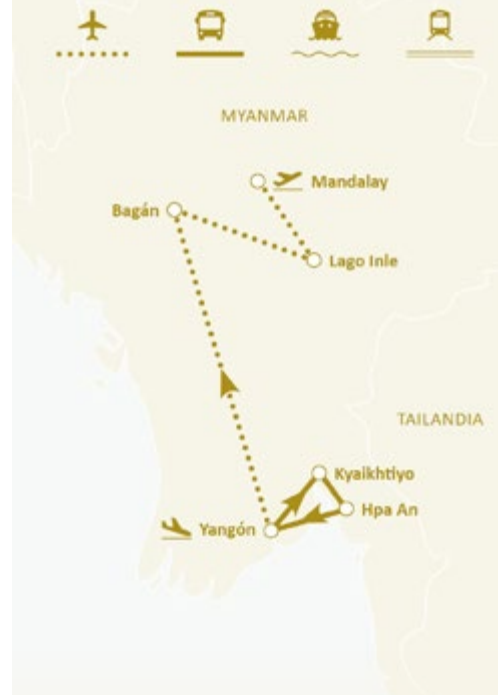 MYANMAR
Mandalay
Bagán
Lago Inle
TAILANDIA
Kyaikhtiyo
Hpa An
Yangón